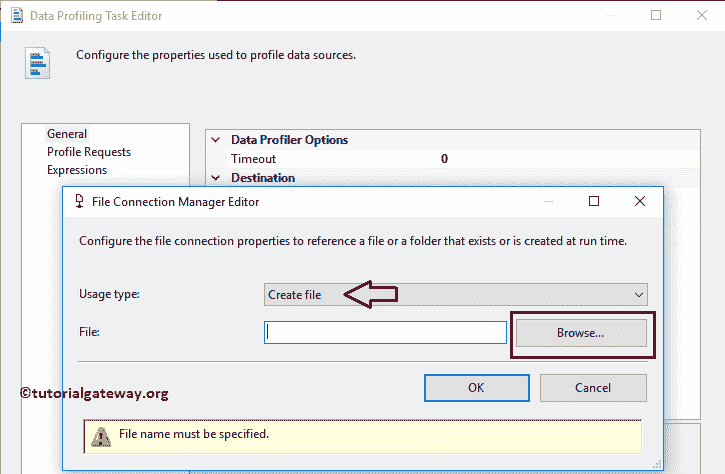 Data Profiling Task Editor
Configure the properties used to profile data sources.
General
Profile Requests
Expressions
Data Profiler Options
Timeout 0
Destination
File Connection Manager Editor
Configure the file connection properties to reference a file or a folder that exists or is created at run time.
Usage type: Create file
File: Browse...
OK Cancel
©tutorialgateway.org
File name must be specified.